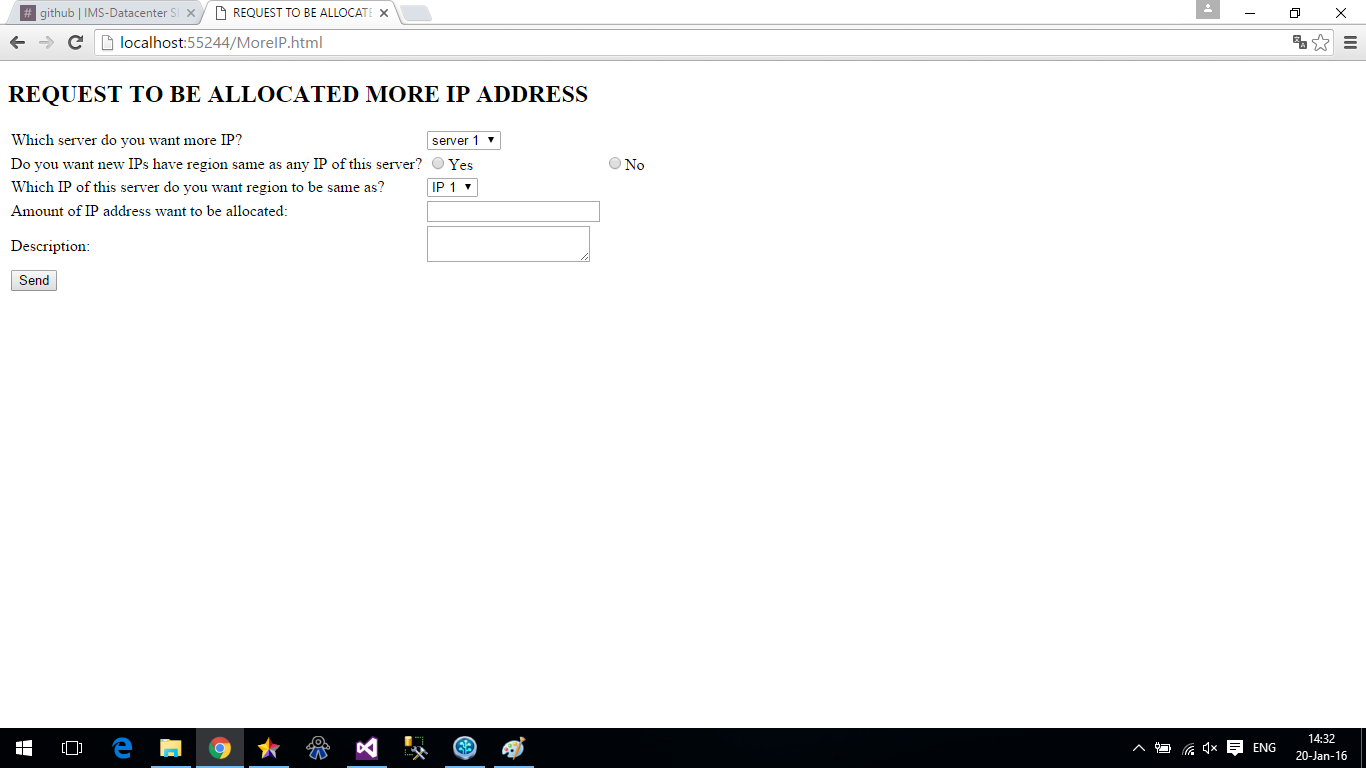 # github | IMS-Datacenter S
REQUEST TO BE ALLOCATE
localhost:55244/MoreIP.html
REQUEST TO BE ALLOCATED MORE IP ADDRESS
Which server do you want more IP? server 1
Do you want new IPs have region same as any IP of this server? Yes No
Which IP of this server do you want region to be same as? IP 1
Amount of IP address want to be allocated:
Description:
Send
ENG
14:32
20-Jan-16